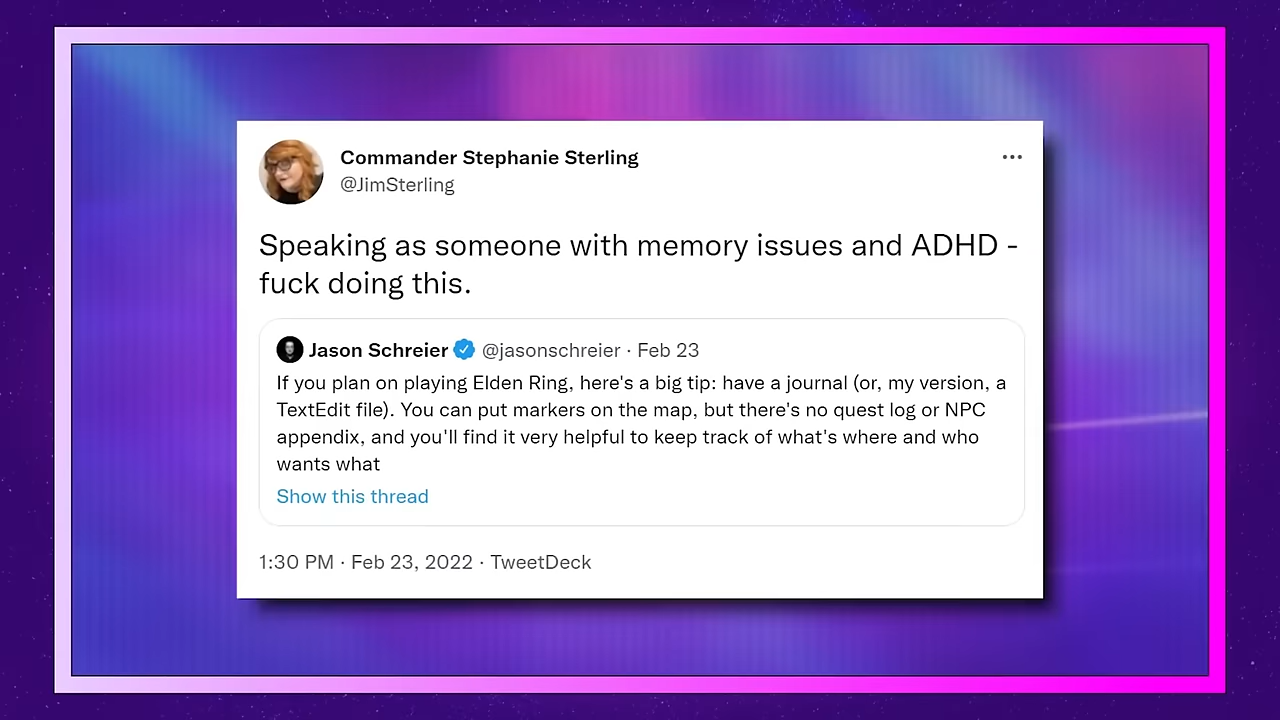 Commander Stephanie Sterling
@JimSterling
Speaking as someone with memory issues and ADHD -
fuck doing this.
Jason Schreier @jasonschreier · Feb 23
If you plan on playing Elden Ring, here's a big tip: have a journal (or, my version, a
TextEdit file). You can put markers on the map, but there's no quest log or NPC
appendix, and you'll find it very helpful to keep track of what's where and who
wants what
Show this thread
1:30 PM · Feb 23, 2022 · TweetDeck